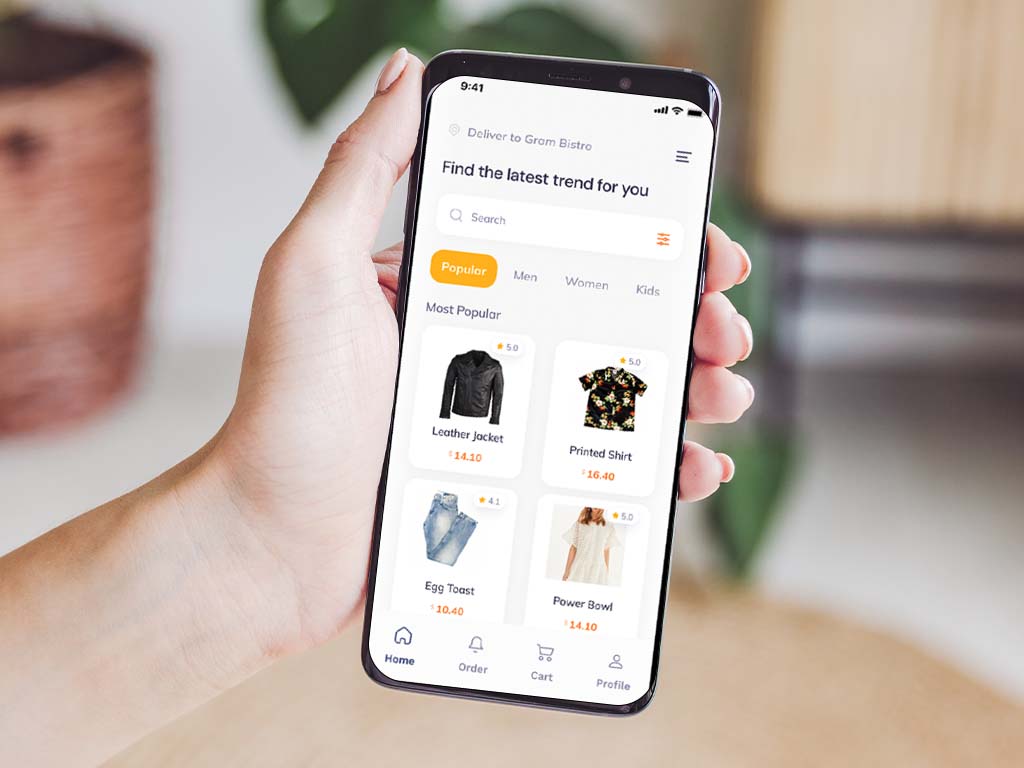 9:41
Deliver to Gram Bistro
Find the latest trend for you
Search
Popular Men Women Kids
Most Popular
5.0
Leather Jacket
$14.10
5.0
Printed Shirt
$16.40
4.1
Egg Toast
$10.40
5.0
Power Bowl
$14.10
Home Order Cart Profile